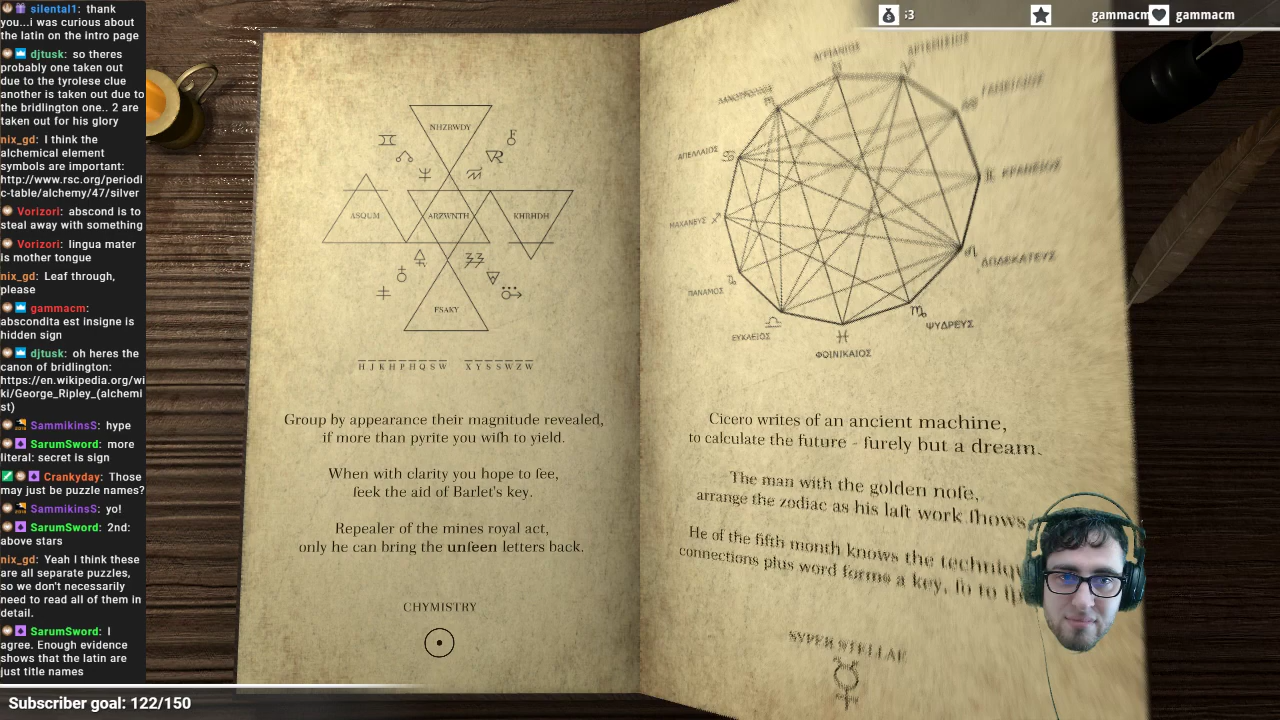 silental1: thank
you...i was curious about
the latin on the intro page
djtusk: so theres
probably one taken out
due to the tyrolese clue
another is taken out due to
the bridlington one.. 2 are
taken out for his glory
nix_gd: I think the
alchemical element
symbols are important:
http://www.rsc.org/periodi
c-table/alchemy/47/silver
Vorizori: abscond is to
steal away with something
Vorizori: lingua mater
is mother tongue
nix_gd: Leaf through,
please
gammacm:
abscondita est insigne is
hidden sign
djtusk: oh heres the
canon of bridlington:
https://en.wikipedia.org/wi
ki/George_Ripley_(alchemi
st)
SammikinsS: hype
SarumSword: more
literal: secret is sign
Crankyday: Those
may just be puzzle names?
SammikinsS: yo!
SarumSword: 2nd:
above stars
nix_gd: Yeah I think these
are all separate puzzles,
so we don't necessarily
need to read all of them in
detail.
SarumSword: I
agree. Enough evidence
shows that the latin are
just title names
Subscriber goal: 122/150
:3
gammacm
gammacm
NHZBWDY
ASQUM
ARZWNTH
KHRHDH
FSAKY
H J K H P H Q S W X Y S S W Z W
Group by appearance their magnitude revealed,
if more than pyrite you wiſh to yield.
When with clarity you hope to ſee,
ſeek the aid of Barlet's key.
Repealer of the mines royal act,
only he can bring the unſeen letters back.
CHYMISTRY
ΑΓΡΙΑΝΙΟΣ
ΑΡΤΕΜΙΣΙΟΣ
ΓΑΜΕΙΛΙΟΣ
ΑΠΕΛΛΑΙΟΣ
ΚΡΑΝΕΙΟΣ
ΜΑΧΑΝΕΥΣ
ΔΩΔΕΚΑΤΕΥΣ
ΠΑΝΑΜΟΣ
ΕΥΚΛΕΙΟΣ
ΨΥΔΡΕΥΣ
ΦΟΙΝΙΚΑΙΟΣ
Cicero writes of an ancient machine,
to calculate the future - ſurely but a dream.
The man with the golden noſe,
arrange the zodiac as his laſt work ſhows
He of the fifth month knows the
connections plus word forms a key, ſo to
SVPER STELLAE